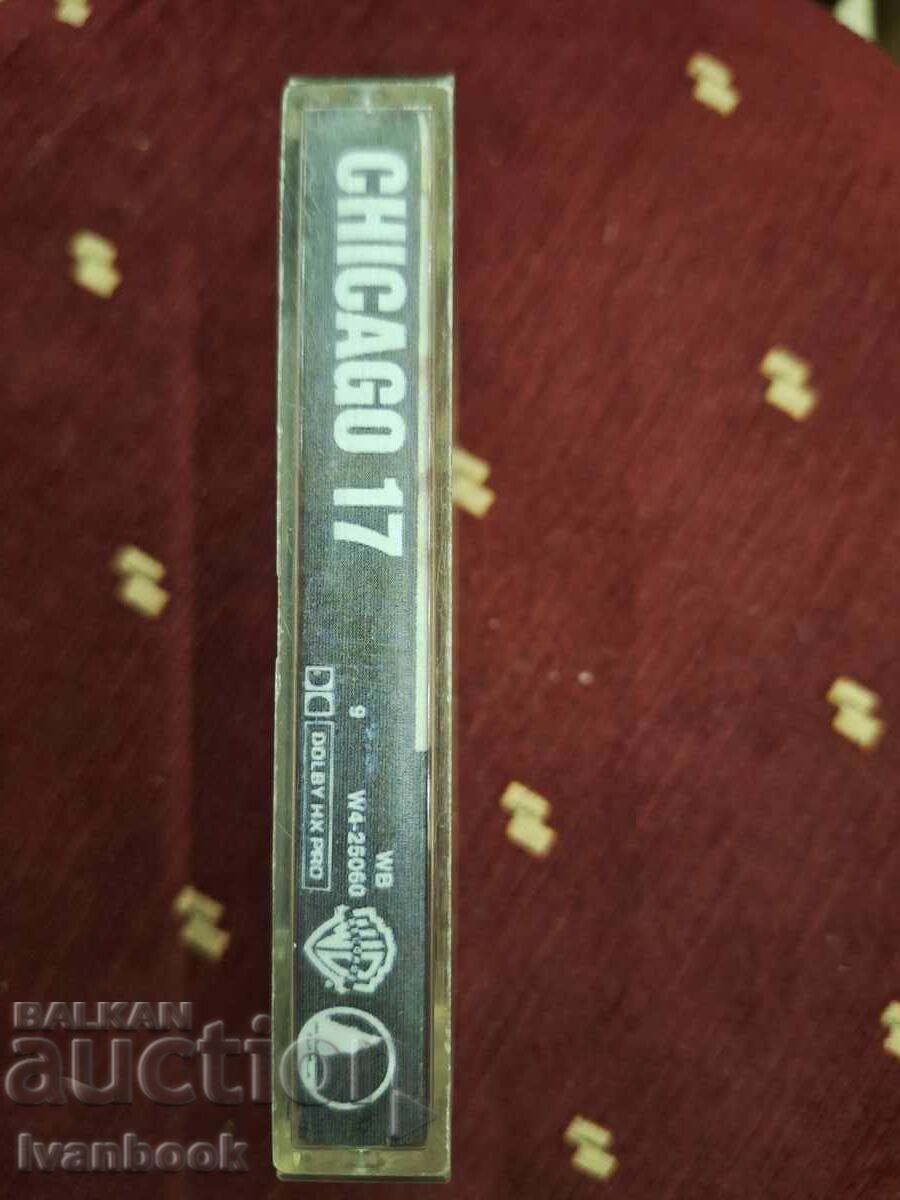 CHICAGO 17
9
WB
W4-25060
DOLBY HX PRO
BALKAN
auction
Ivanbook